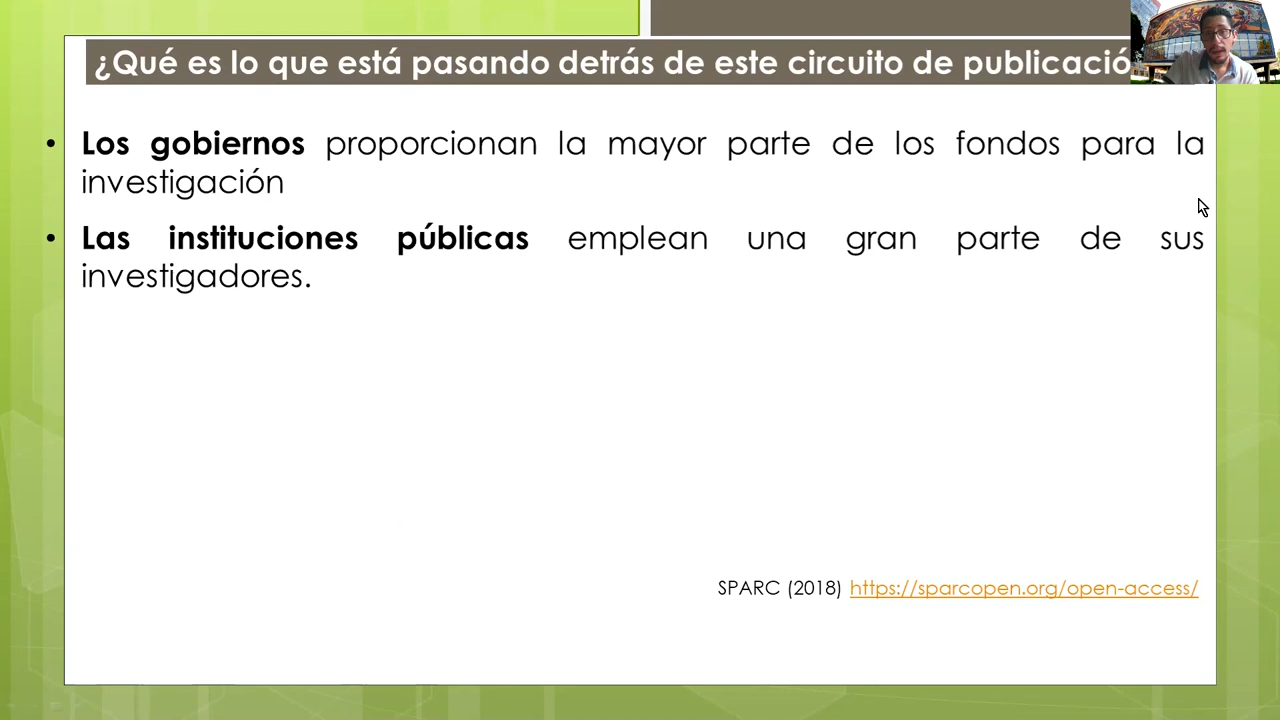 ¿Qué es lo que está pasando detrás de este circuito de publicació
• Los gobiernos proporcionan la mayor parte de los fondos para la
investigación
• Las instituciones públicas emplean una gran parte de sus
investigadores.
SPARC (2018) https://sparcopen.org/open-access/